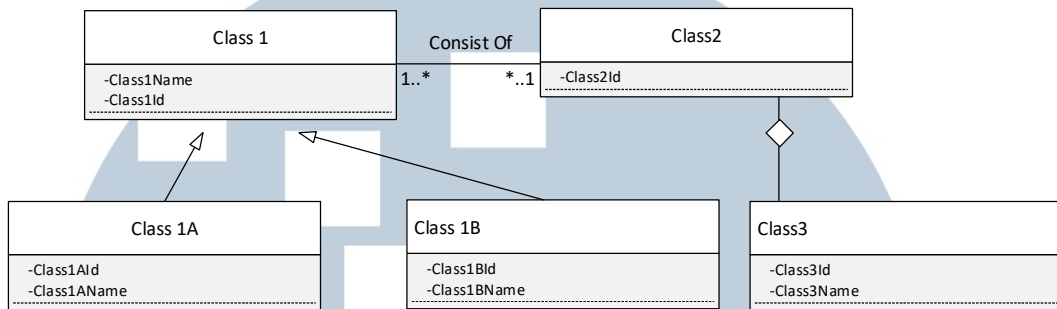 Class 1
-Class1Name
-Class1Id
Consist Of
1..*
*..1
Class2
-Class2Id
Class 1A
-Class1AId
-Class1AName
Class 1B
-Class1BId
-Class1BName
Class3
-Class3Id
-Class3Name